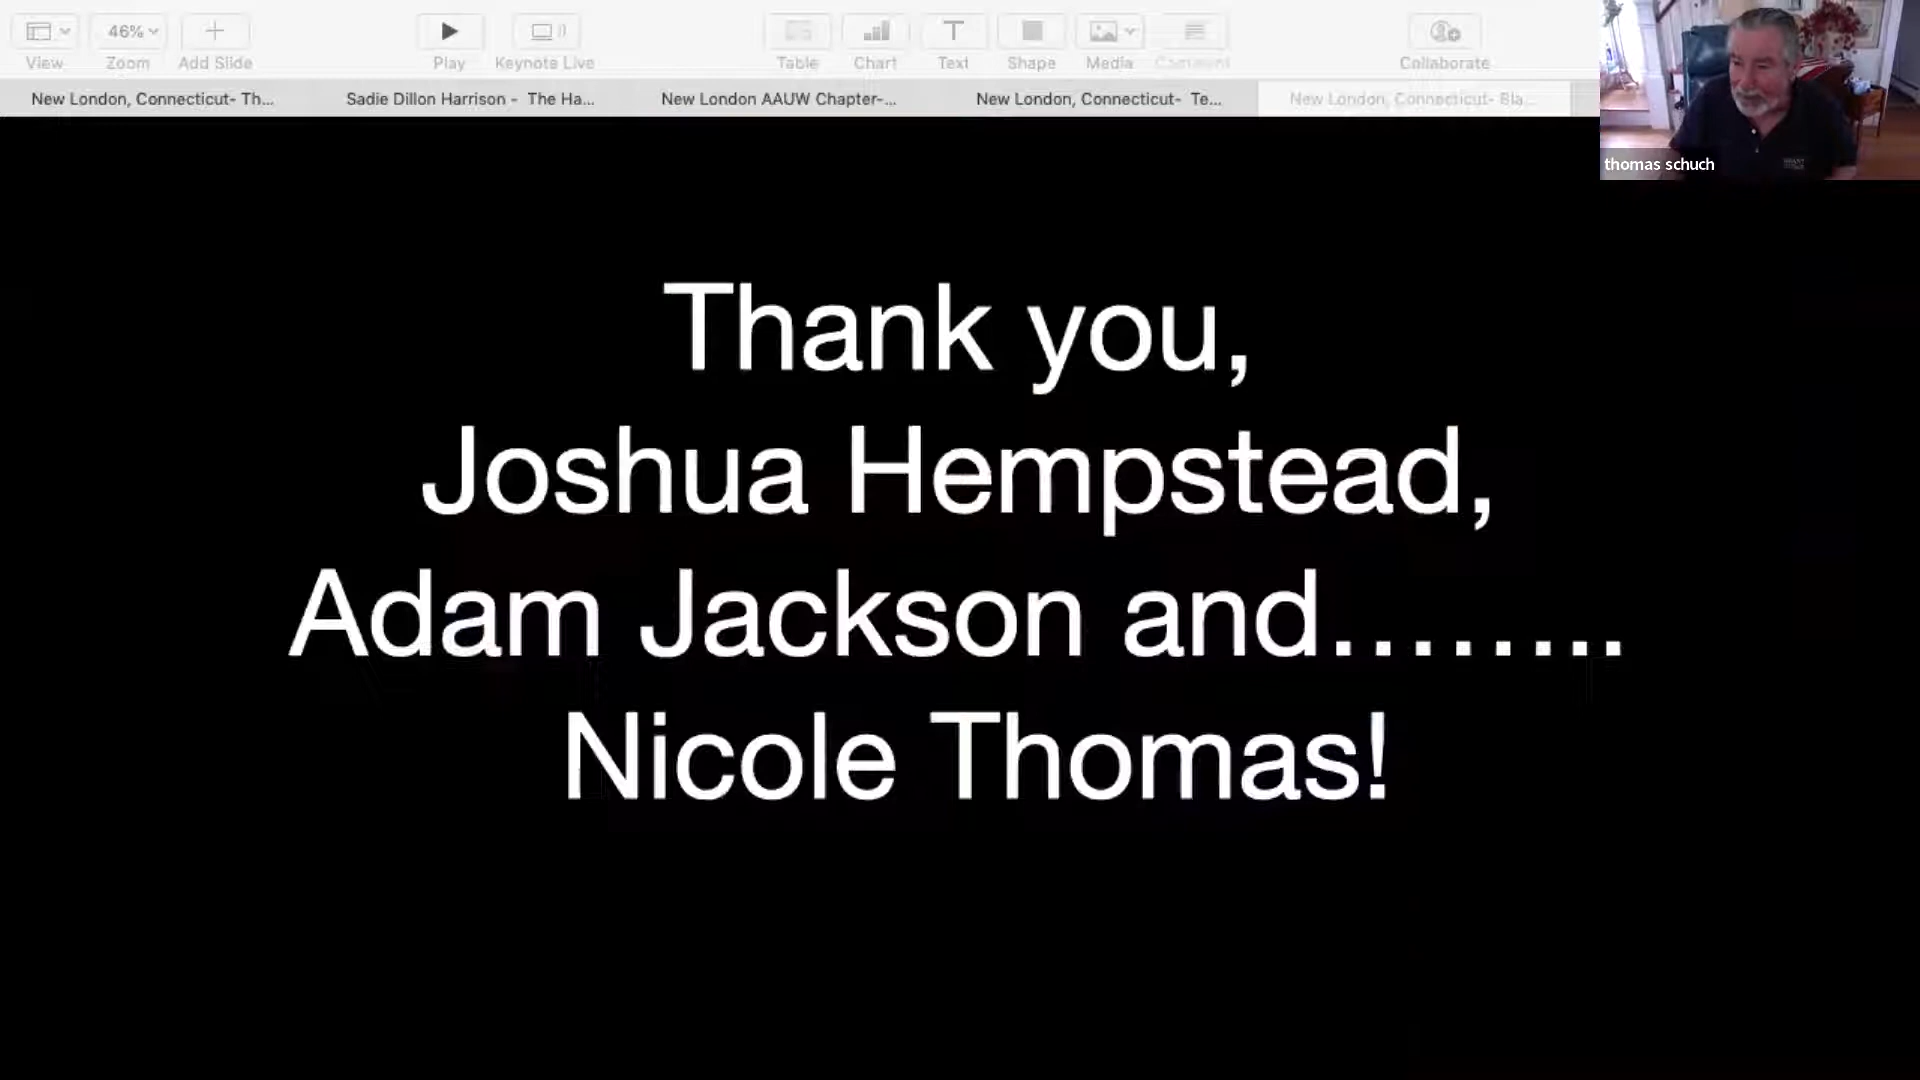 46%
View
Zoom
Add Slide
Play
Keynote Live
Table
Chart
Text
Shape
Media
Comment
Collaborate
New London, Connecticut- Th...
Sadie Dillon Harrison - The Ha...
New London AAUW Chapter-...
New London, Connecticut- Te...
New London, Connecticut- Bla...
thomas schuch
Thank you,
Joshua Hempstead,
Adam Jackson and........
Nicole Thomas!